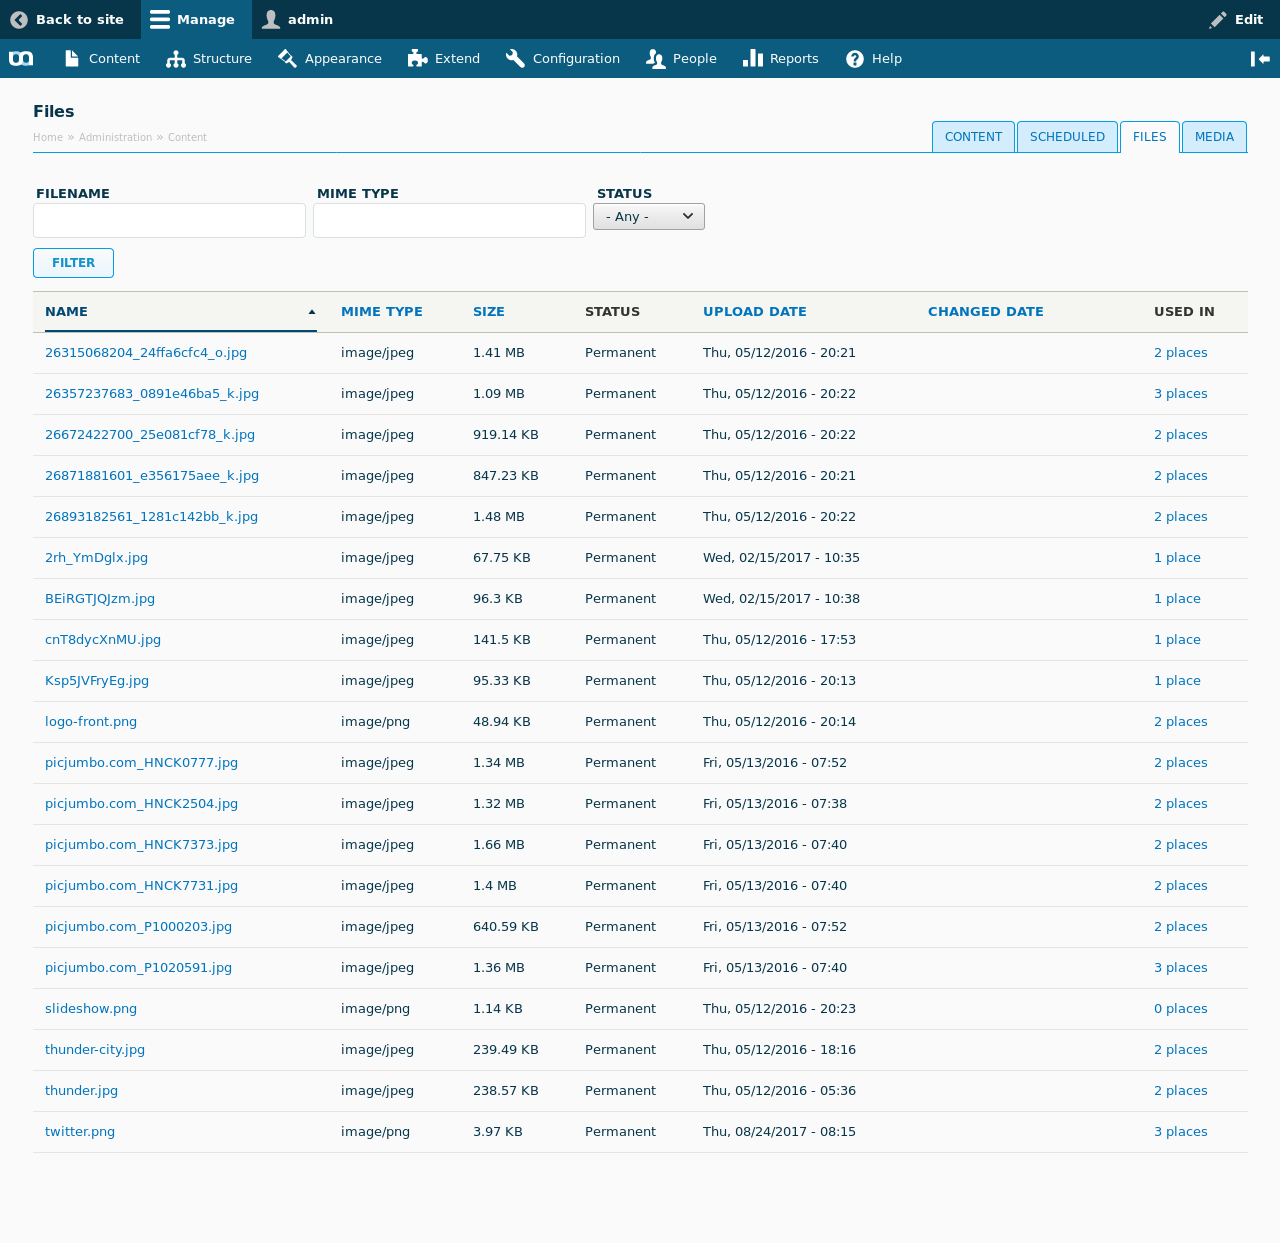 Back to site Manage admin Edit
Content Structure Appearance Extend Configuration People Reports Help
Files
Home » Administration » Content
CONTENT SCHEDULED FILES MEDIA
FILENAME MIME TYPE STATUS
- Any -
FILTER
NAME MIME TYPE SIZE STATUS UPLOAD DATE CHANGED DATE USED IN
26315068204_24ffa6cfc4_o.jpg image/jpeg 1.41 MB Permanent Thu, 05/12/2016 - 20:21 2 places
26357237683_0891e46ba5_k.jpg image/jpeg 1.09 MB Permanent Thu, 05/12/2016 - 20:22 3 places
26672422700_25e081cf78_k.jpg image/jpeg 919.14 KB Permanent Thu, 05/12/2016 - 20:22 2 places
26871881601_e356175aee_k.jpg image/jpeg 847.23 KB Permanent Thu, 05/12/2016 - 20:21 2 places
26893182561_1281c142bb_k.jpg image/jpeg 1.48 MB Permanent Thu, 05/12/2016 - 20:22 2 places
2rh_YmDglx.jpg image/jpeg 67.75 KB Permanent Wed, 02/15/2017 - 10:35 1 place
BEiRGTJQJzm.jpg image/jpeg 96.3 KB Permanent Wed, 02/15/2017 - 10:38 1 place
cnT8dycXnMU.jpg image/jpeg 141.5 KB Permanent Thu, 05/12/2016 - 17:53 1 place
Ksp5JVFryEg.jpg image/jpeg 95.33 KB Permanent Thu, 05/12/2016 - 20:13 1 place
logo-front.png image/png 48.94 KB Permanent Thu, 05/12/2016 - 20:14 2 places
picjumbo.com_HNCK0777.jpg image/jpeg 1.34 MB Permanent Fri, 05/13/2016 - 07:52 2 places
picjumbo.com_HNCK2504.jpg image/jpeg 1.32 MB Permanent Fri, 05/13/2016 - 07:38 2 places
picjumbo.com_HNCK7373.jpg image/jpeg 1.66 MB Permanent Fri, 05/13/2016 - 07:40 2 places
picjumbo.com_HNCK7731.jpg image/jpeg 1.4 MB Permanent Fri, 05/13/2016 - 07:40 2 places
picjumbo.com_P1000203.jpg image/jpeg 640.59 KB Permanent Fri, 05/13/2016 - 07:52 2 places
picjumbo.com_P1020591.jpg image/jpeg 1.36 MB Permanent Fri, 05/13/2016 - 07:40 3 places
slideshow.png image/png 1.14 KB Permanent Thu, 05/12/2016 - 20:23 0 places
thunder-city.jpg image/jpeg 239.49 KB Permanent Thu, 05/12/2016 - 18:16 2 places
thunder.jpg image/jpeg 238.57 KB Permanent Thu, 05/12/2016 - 05:36 2 places
twitter.png image/png 3.97 KB Permanent Thu, 08/24/2017 - 08:15 3 places